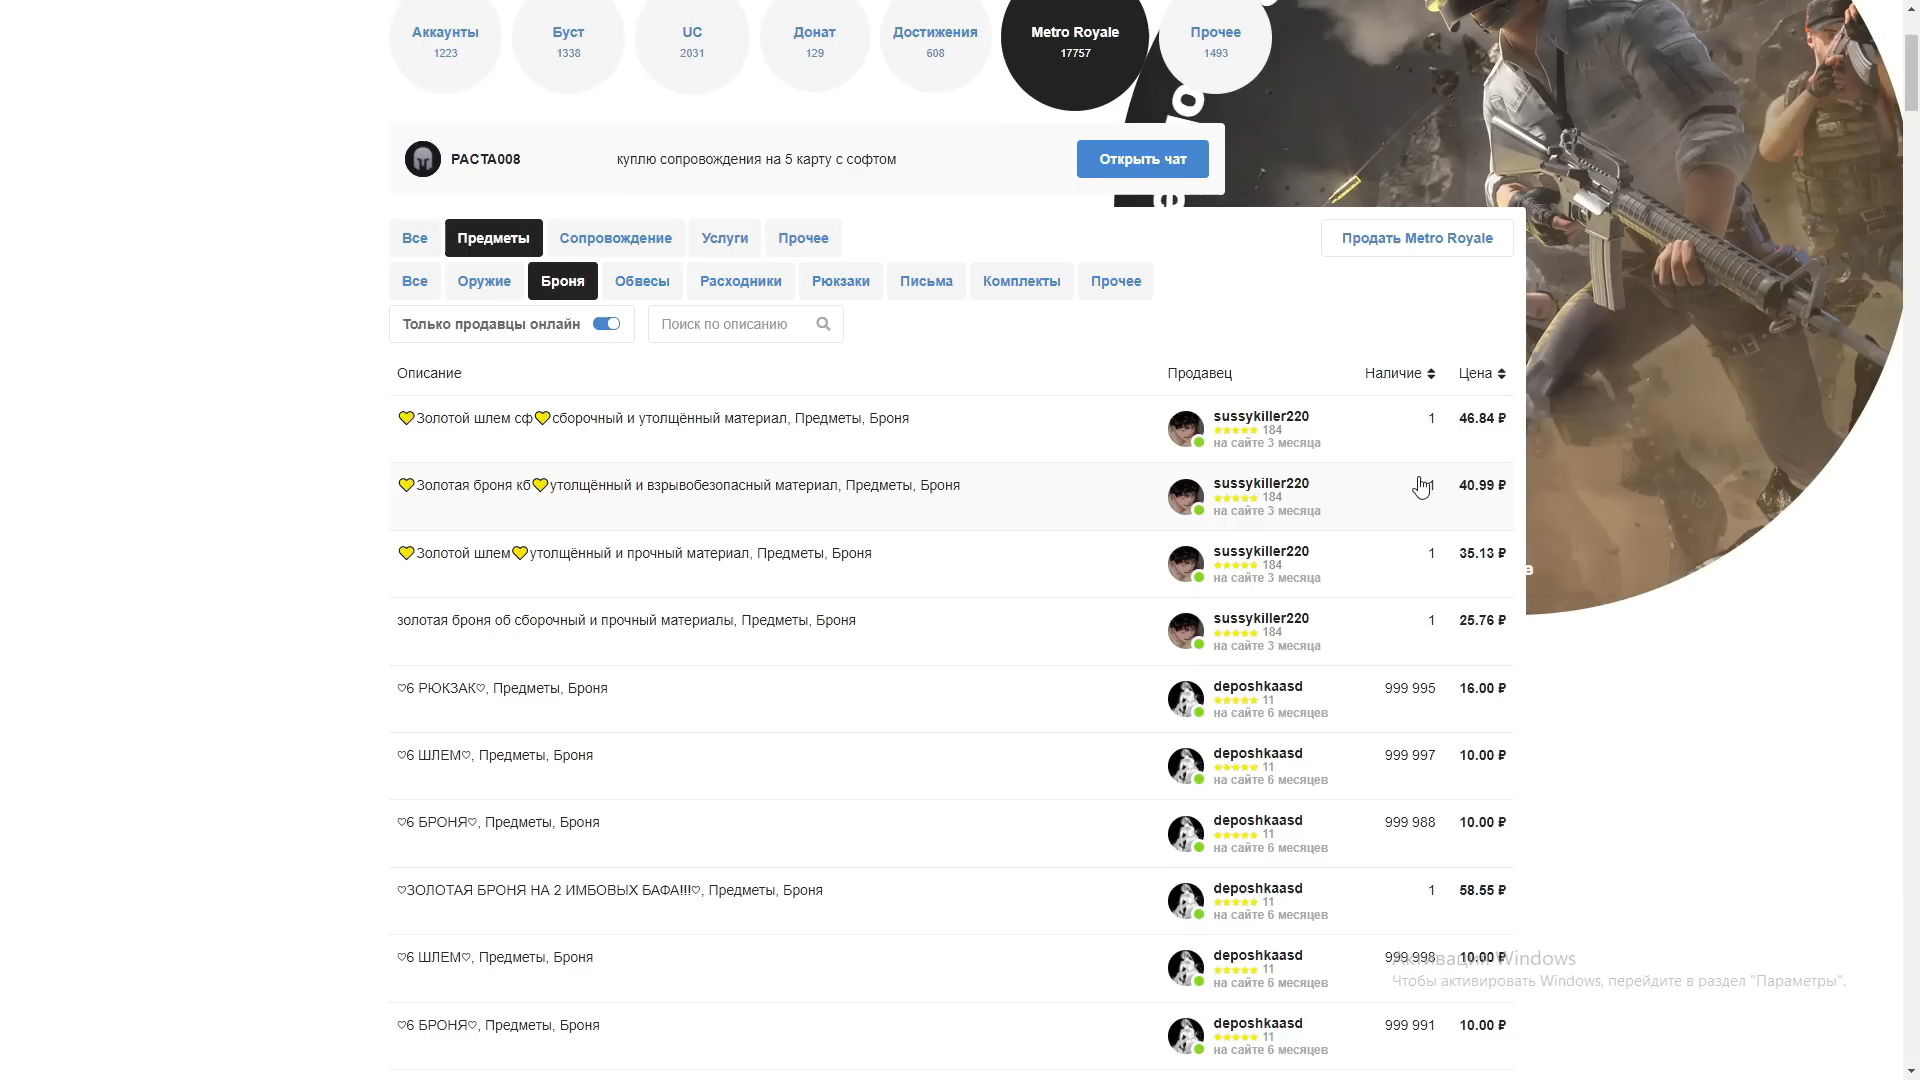 Аккаунты
1223
Буст
1338
UC
2031
Донат
129
Достижения
608
Metro Royale
17757
Прочее
1493
PACTA008
куплю сопровождения на 5 карту с софтом
Открыть чат
Все Предметы Сопровождение Услуги Прочее
Продать Metro Royale
Все Оружие Броня Обвесы Расходники Рюкзаки Письма Комплекты Прочее
Только продавцы онлайн
Поиск по описанию
Описание Продавец Наличие Цена
💛Золотой шлем сф💛сборочный и утолщённый материал, Предметы, Броня
sussykiller220
184
на сайте 3 месяца
1 46.84 ₽
💛Золотая броня кб💛утолщённый и взрывобезопасный материал, Предметы, Броня
sussykiller220
184
на сайте 3 месяца
1 40.99 ₽
💛Золотой шлем💛утолщённый и прочный материал, Предметы, Броня
sussykiller220
184
на сайте 3 месяца
1 35.13 ₽
золотая броня об сборочный и прочный материалы, Предметы, Броня
sussykiller220
184
на сайте 3 месяца
1 25.76 ₽
♡6 РЮКЗАК♡, Предметы, Броня
deposhkaasd
11
на сайте 6 месяцев
999 995 16.00 ₽
♡6 ШЛЕМ♡, Предметы, Броня
deposhkaasd
11
на сайте 6 месяцев
999 997 10.00 ₽
♡6 БРОНЯ♡, Предметы, Броня
deposhkaasd
11
на сайте 6 месяцев
999 988 10.00 ₽
♡ЗОЛОТАЯ БРОНЯ НА 2 ИМБОВЫХ БАФА!!!♡, Предметы, Броня
deposhkaasd
11
на сайте 6 месяцев
1 58.55 ₽
♡6 ШЛЕМ♡, Предметы, Броня
deposhkaasd
11
на сайте 6 месяцев
999 998 10.00 ₽
Активация Windows
Чтобы активировать Windows, перейдите в раздел "Параметры".
♡6 БРОНЯ♡, Предметы, Броня
deposhkaasd
11
на сайте 6 месяцев
999 991 10.00 ₽